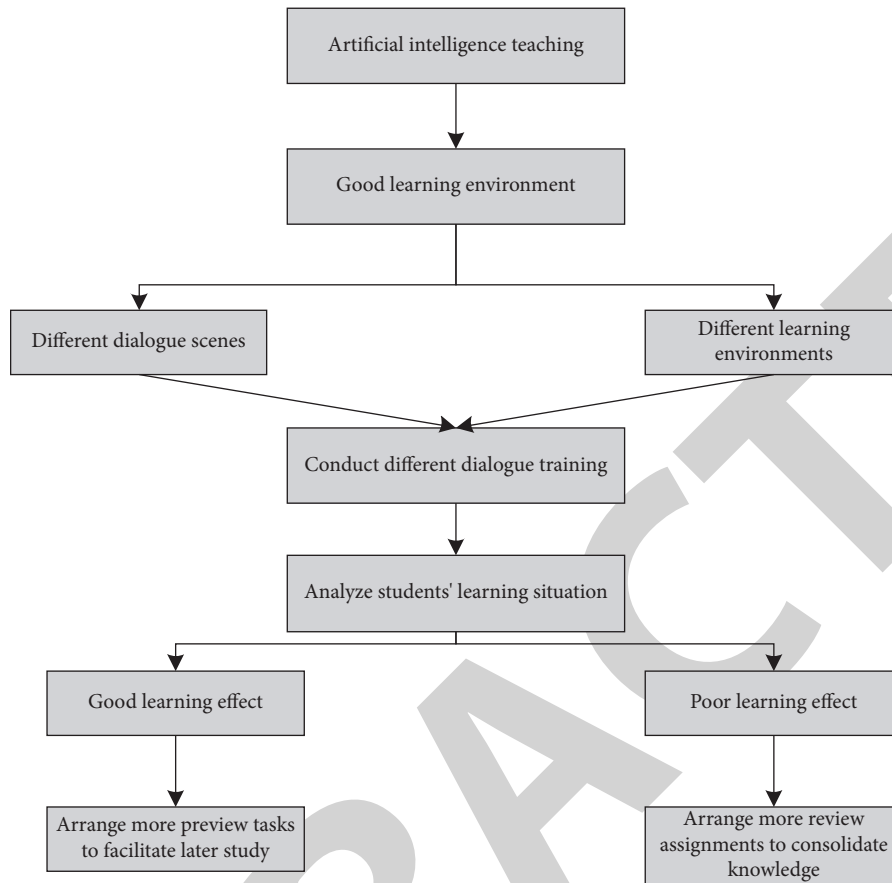 Artificial intelligence teaching
Good learning environment
Different dialogue scenes
Different learning
environments
Conduct different dialogue training
Analyze students' learning situation
Good learning effect
Poor learning effect
Arrange more preview tasks
to facilitate later study
Arrange more review
assignments to consolidate
knowledge
RACT